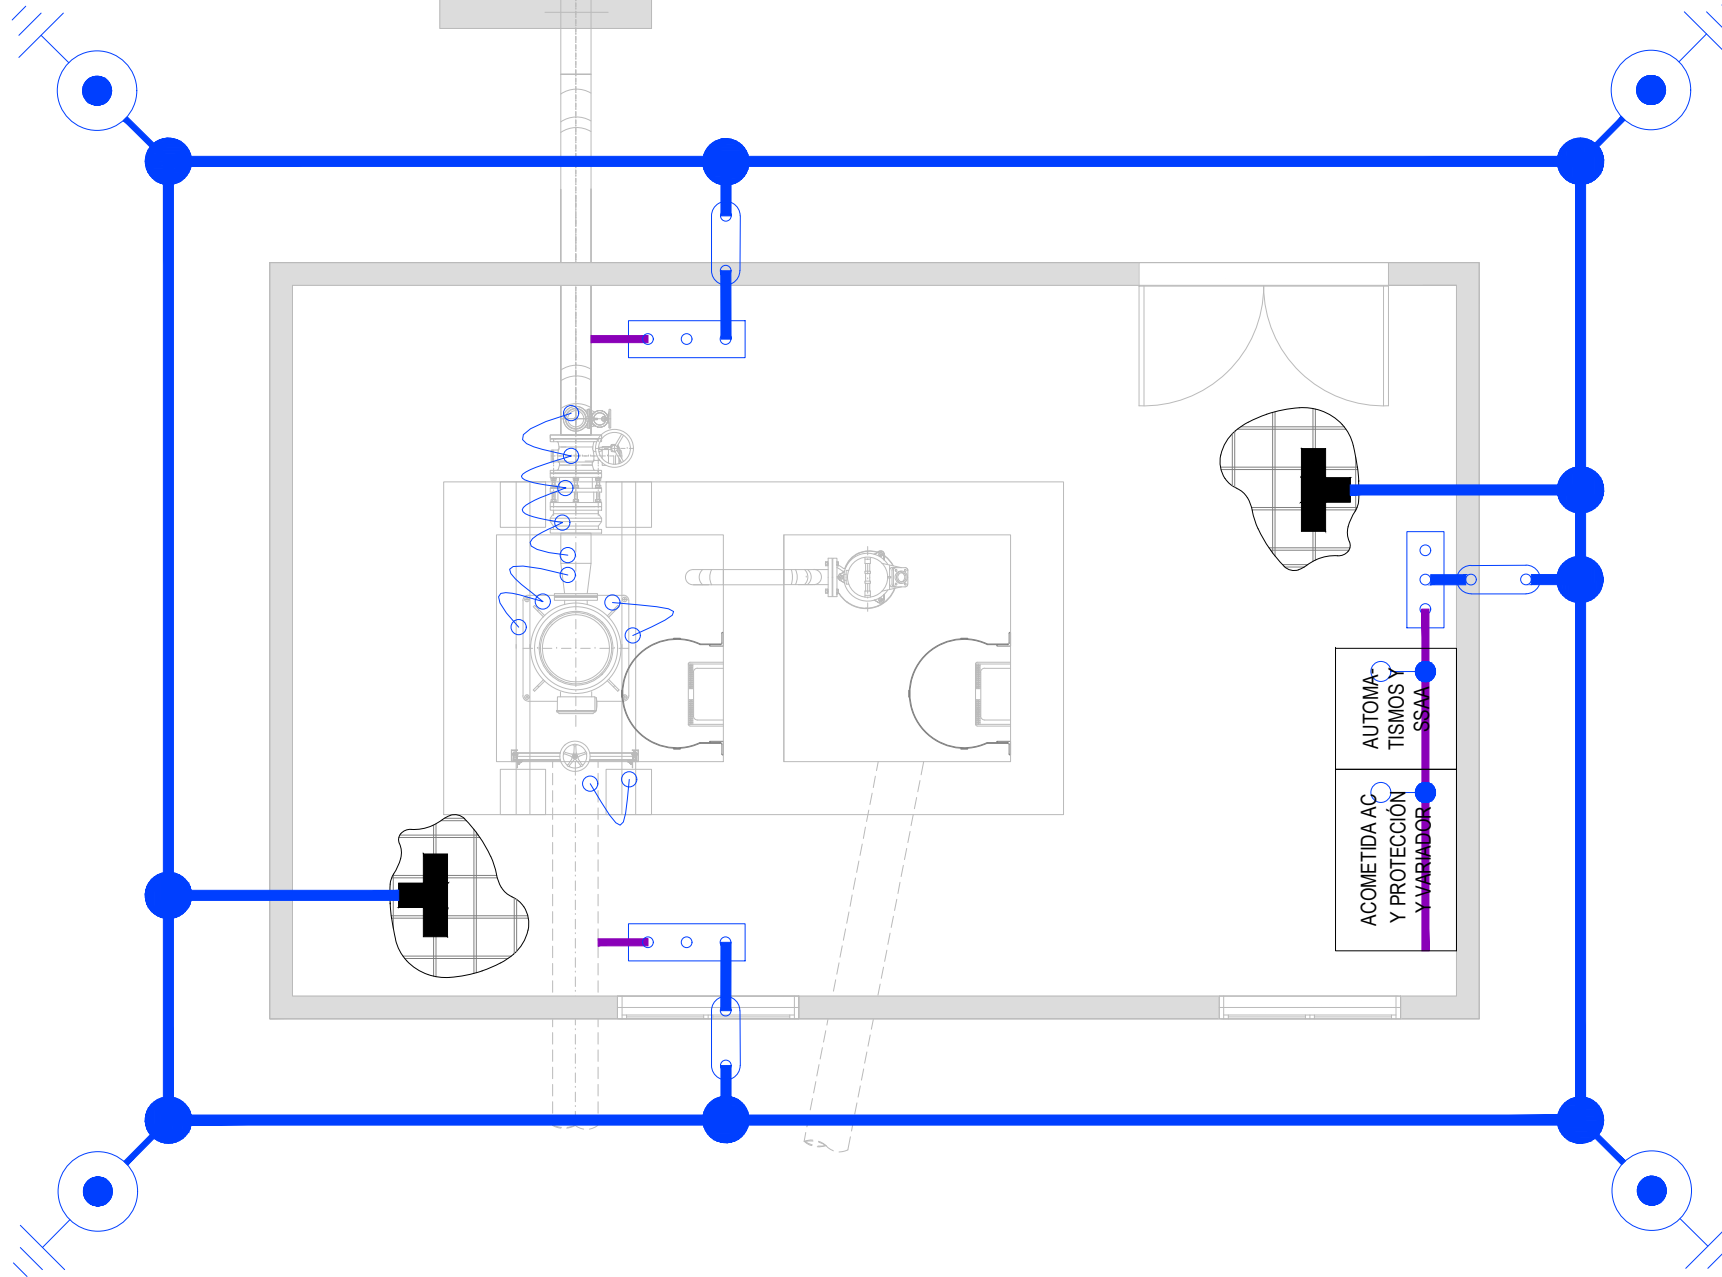 AUTOMA-
TISMOS Y
SSAA
ACOMETIDA AC
Y PROTECCIÓN
Y VARIADOR